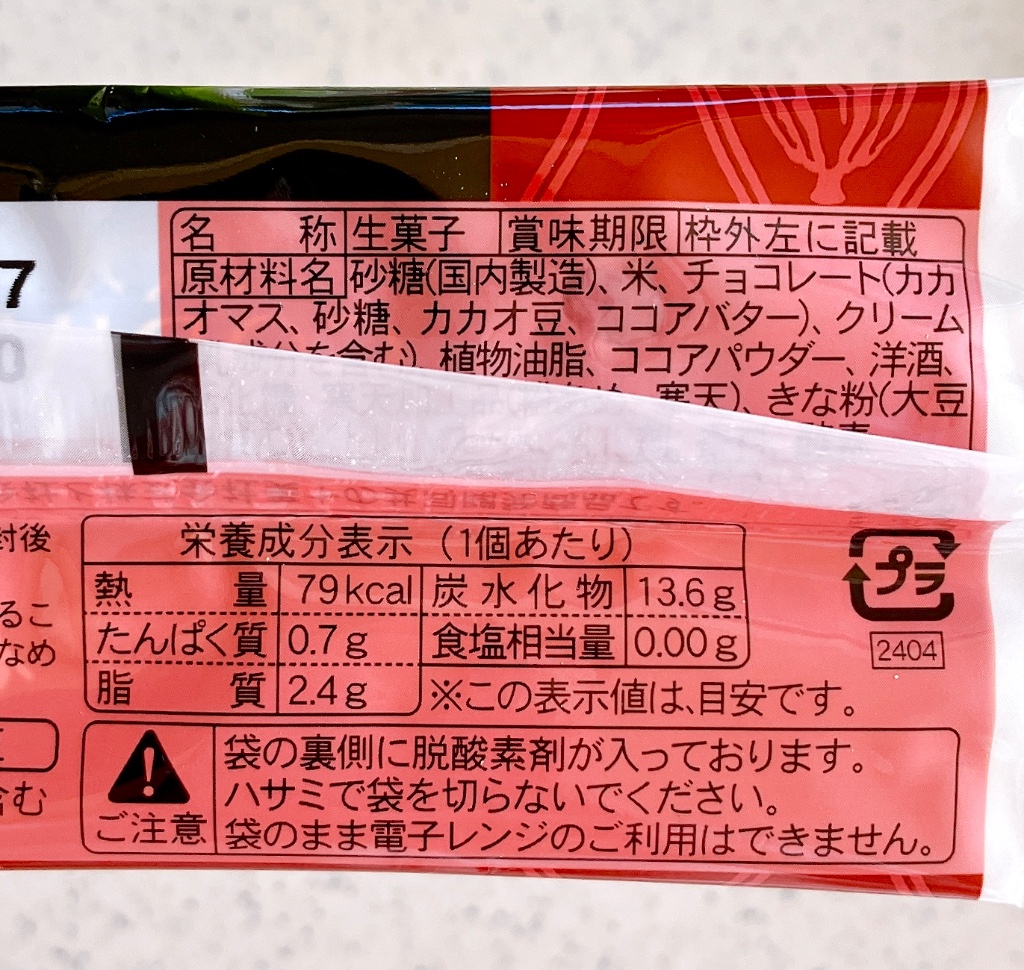 名称 生菓子 賞味期限 枠外左に記載
原材料名 砂糖(国内製造)、米、チョコレート(カカ
オマス、砂糖、カカオ豆、ココアバター)、クリーム
成分を含む)、植物油脂、ココアパウダー、洋酒、
寒天)、きな粉(大豆
7
0
封後
るこ
なめ
含む
栄養成分表示(1個あたり)
熱量 79kcal 炭水化物 13.6g
たんぱく質 0.7g 食塩相当量 0.00g
脂質 2.4g ※この表示値は、目安です。
プラ
2404
ご注意
袋の裏側に脱酸素剤が入っております。
ハサミで袋を切らないでください。
袋のまま電子レンジのご利用はできません。